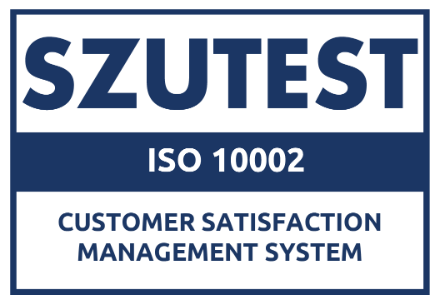 SZUTEST
ISO 10002
CUSTOMER SATISFACTION
MANAGEMENT SYSTEM